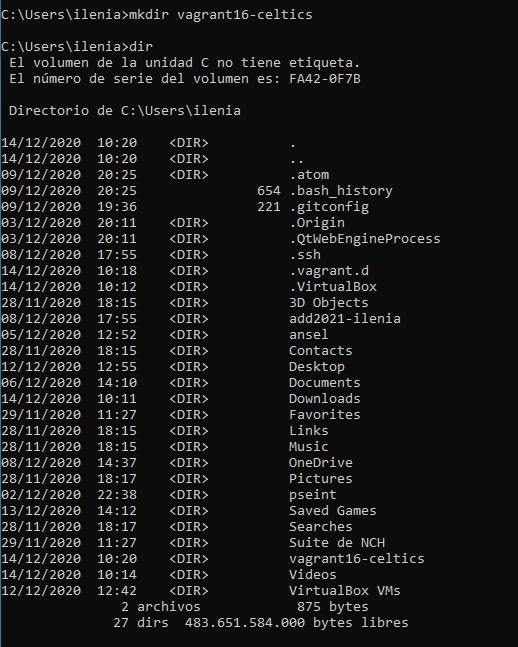 C:\Users\ilenia>mkdir vagrant16-celtics
C:\Users\ilenia>dir
El volumen de la unidad C no tiene etiqueta.
El número de serie del volumen es: FA42-0F7B
Directorio de C:\Users\ilenia
14/12/2020  10:20    <DIR>          .
14/12/2020  10:20    <DIR>          ..
09/12/2020  20:25    <DIR>          .atom
09/12/2020  20:25               654 .bash_history
09/12/2020  19:36               221 .gitconfig
03/12/2020  20:11    <DIR>          .Origin
03/12/2020  20:11    <DIR>          .QtWebEngineProcess
08/12/2020  17:55    <DIR>          .ssh
14/12/2020  10:18    <DIR>          .vagrant.d
14/12/2020  10:12    <DIR>          .VirtualBox
28/11/2020  18:15    <DIR>          3D Objects
08/12/2020  17:55    <DIR>          add2021-ilenia
05/12/2020  12:52    <DIR>          ansel
28/11/2020  18:15    <DIR>          Contacts
12/12/2020  12:55    <DIR>          Desktop
06/12/2020  14:10    <DIR>          Documents
14/12/2020  10:11    <DIR>          Downloads
29/11/2020  11:27    <DIR>          Favorites
28/11/2020  18:15    <DIR>          Links
28/11/2020  18:15    <DIR>          Music
08/12/2020  14:37    <DIR>          OneDrive
28/11/2020  18:17    <DIR>          Pictures
02/12/2020  22:38    <DIR>          pseint
13/12/2020  14:12    <DIR>          Saved Games
28/11/2020  18:17    <DIR>          Searches
29/11/2020  11:27    <DIR>          Suite de NCH
14/12/2020  10:20    <DIR>          vagrant16-celtics
14/12/2020  10:14    <DIR>          Videos
12/12/2020  12:42    <DIR>          VirtualBox VMs
2 archivos            875 bytes
27 dirs  483.651.584.000 bytes libres